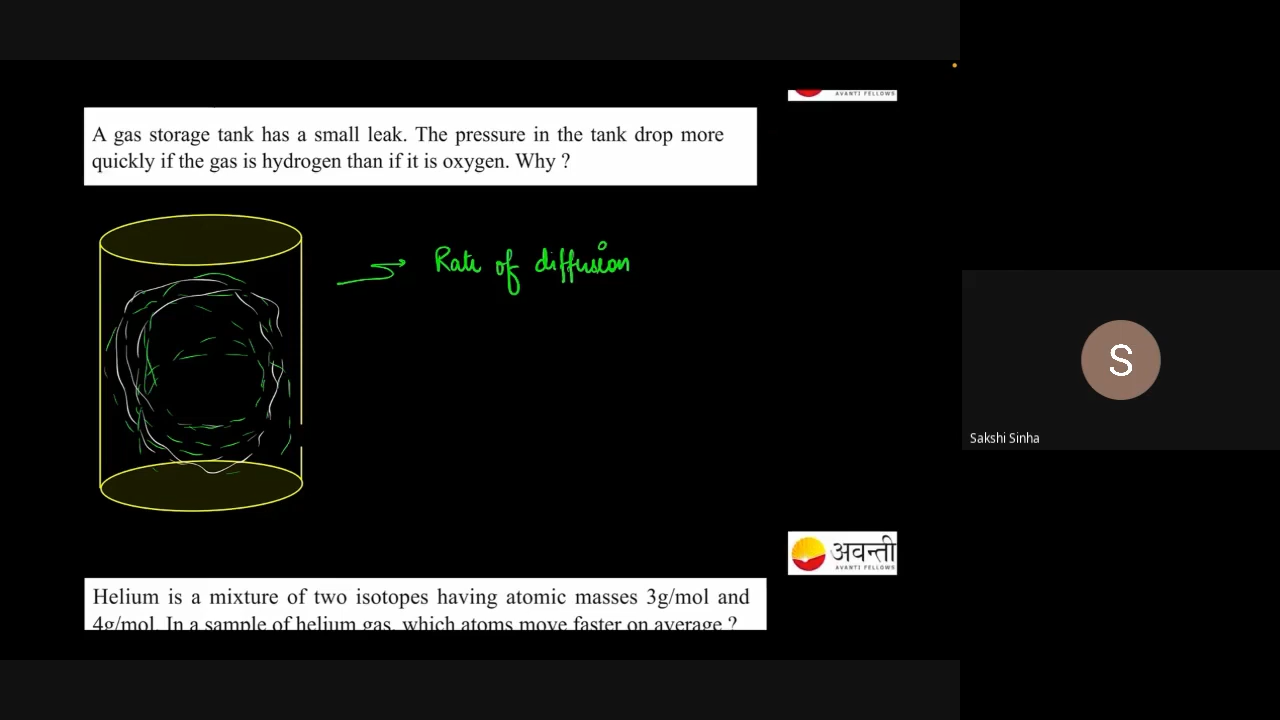 AVANTI FELLOWS
A gas storage tank has a small leak. The pressure in the tank drop more
quickly if the gas is hydrogen than if it is oxygen. Why ?
Rate of diffusion
S
Sakshi Sinha
अवन्ती
AVANTI FELLOWS
Helium is a mixture of two isotopes having atomic masses 3g/mol and
4g/mol. In a sample of helium gas, which atoms move faster on average ?